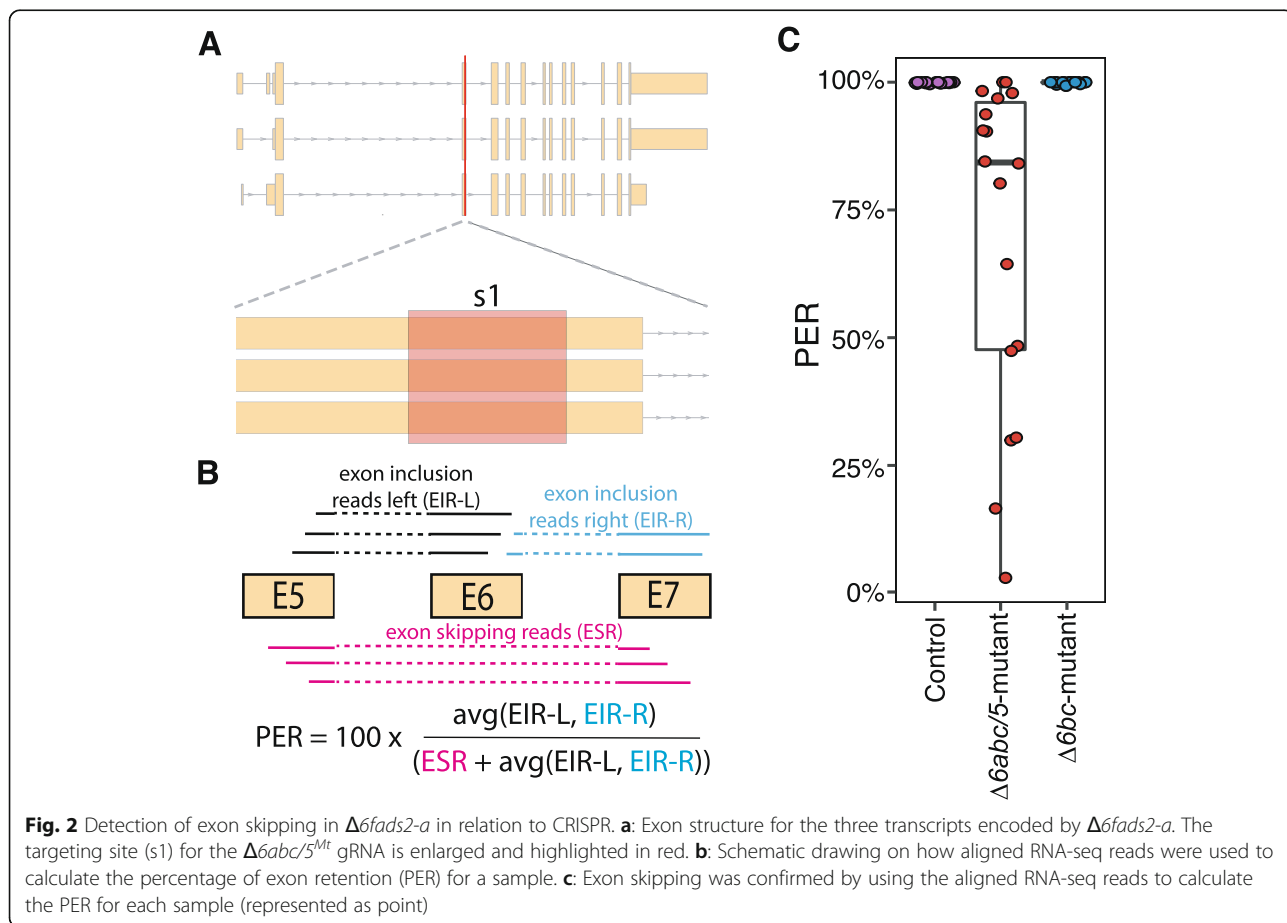 A
s1
B
exon inclusion
reads left (EIR-L)
exon inclusion
reads right (EIR-R)
E5
E6
E7
exon skipping reads (ESR)
PER = 100 x avg(EIR-L, EIR-R)
(ESR + avg(EIR-L, EIR-R))
C
PER
100%
75%
50%
25%
0%
Control
Δ6abc/5-mutant
Δ6bc-mutant
Fig. 2 Detection of exon skipping in Δ6fads2-a in relation to CRISPR. a: Exon structure for the three transcripts encoded by Δ6fads2-a. The
targeting site (s1) for the Δ6abc/5Mt gRNA is enlarged and highlighted in red. b: Schematic drawing on how aligned RNA-seq reads were used to
calculate the percentage of exon retention (PER) for a sample. c: Exon skipping was confirmed by using the aligned RNA-seq reads to calculate
the PER for each sample (represented as point)